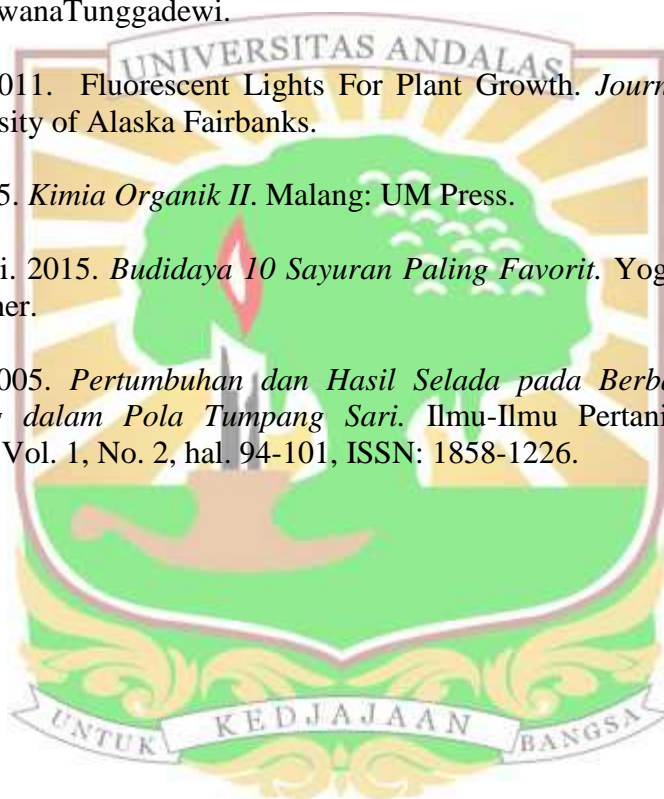 wanaTunggadewi.
UNIVERSITAS ANDALAS
011. Fluorescent Lights For Plant Growth. Journ
sity of Alaska Fairbanks.
5. Kimia Organik II. Malang: UM Press.
i. 2015. Budidaya 10 Sayuran Paling Favorit. Yog
ner.
005. Pertumbuhan dan Hasil Selada pada Berba
dalam Pola Tumpang Sari. Ilmu-Ilmu Pertani
Vol. 1, No. 2, hal. 94-101, ISSN: 1858-1226.
UNTUK KEDJAJAAN BANGSA